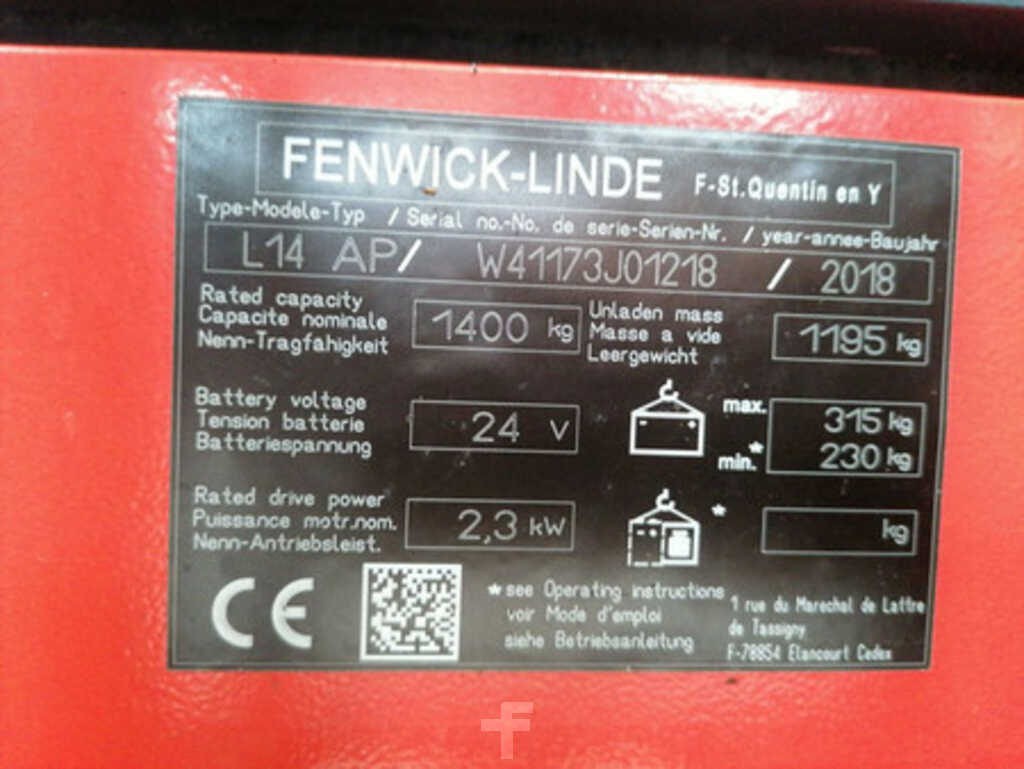 FENWICK-LINDE F-St.Quentin en Y
Type-Modele-Typ / Serial no.-No. de serie-Serien-Nr. / year-annee-Baujahr
L14 AP/ W41173J01218 / 2018
Rated capacity
Capacite nominale
Nenn-Tragfähigkeit
1400 kg
Unladen mass
Masse a vide
Leergewicht
1195 kg
Battery voltage
Tension batterie
Batteriespannung
24 V
max. 315 kg
min.* 230 kg
Rated drive power
Puissance motr.nom.
Nenn-Antriebsleist.
2,3 kW
* kg
CE
*see Operating instructions
voir Mode d'emploi
siehe Betriebsanleitung
1 rue du Marechal de Lattre
de Tassigny
F-78854 Elancourt Cedex